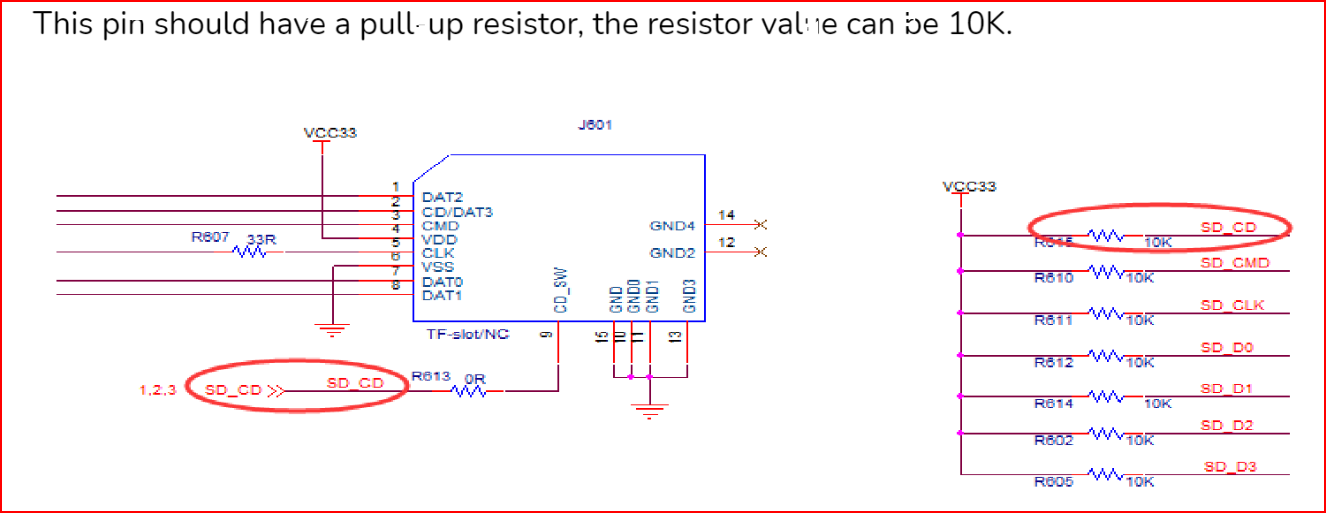 This pin should have a pull-up resistor, the resistor value can be 10K.
VCC33
J601
1
DAT2
2
CD/DAT3
3
CMD
4
VDD
5
CLK
6
VSS
7
DAT0
8
DAT1
R607
33R
GND4
14
GND2
12
CD_SW
GND
GND0
GND1
GND3
TF-slot/NC
9
15
10
11
13
1,2,3
SD_CD
SD_CD
R613
0R
VCC33
10K
SD_CD
R610
10K
SD_CMD
R611
10K
SD_CLK
R612
10K
SD_D0
R614
10K
SD_D1
R602
10K
SD_D2
R605
10K
SD_D3